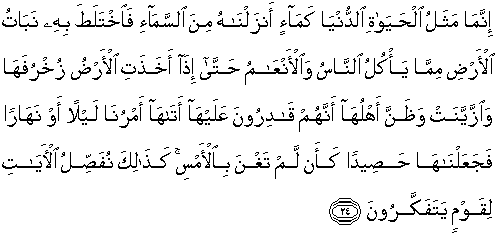 إِنَّمَا مَثَلُ ٱلْحَيَوٰةِ ٱلدُّنْيَا كَمَآءٍ أَنزَلْنَـٰهُ مِنَ ٱلسَّمَآءِ فَٱخْتَلَطَ بِهِۦ نَبَاتُ
ٱلْأَرْضِ مِمَّا يَأْكُلُ ٱلنَّاسُ وَٱلْأَنْعَـٰمُ حَتَّىٰٓ إِذَآ أَخَذَتِ ٱلْأَرْضُ زُخْرُفَهَا
وَٱزَّيَّنَتْ وَظَنَّ أَهْلُهَآ أَنَّهُمْ قَـٰدِرُونَ عَلَيْهَآ أَتَىٰهَآ أَمْرُنَا لَيْلًا أَوْ نَهَارًا
فَجَعَلْنَـٰهَا حَصِيدًا كَأَن لَّمْ تَغْنَ بِٱلْأَمْسِ ۚ كَذَٰلِكَ نُفَصِّلُ ٱلْـَٔايَـٰتِ
لِقَوْمٍ يَتَفَكَّرُونَ ٢٤